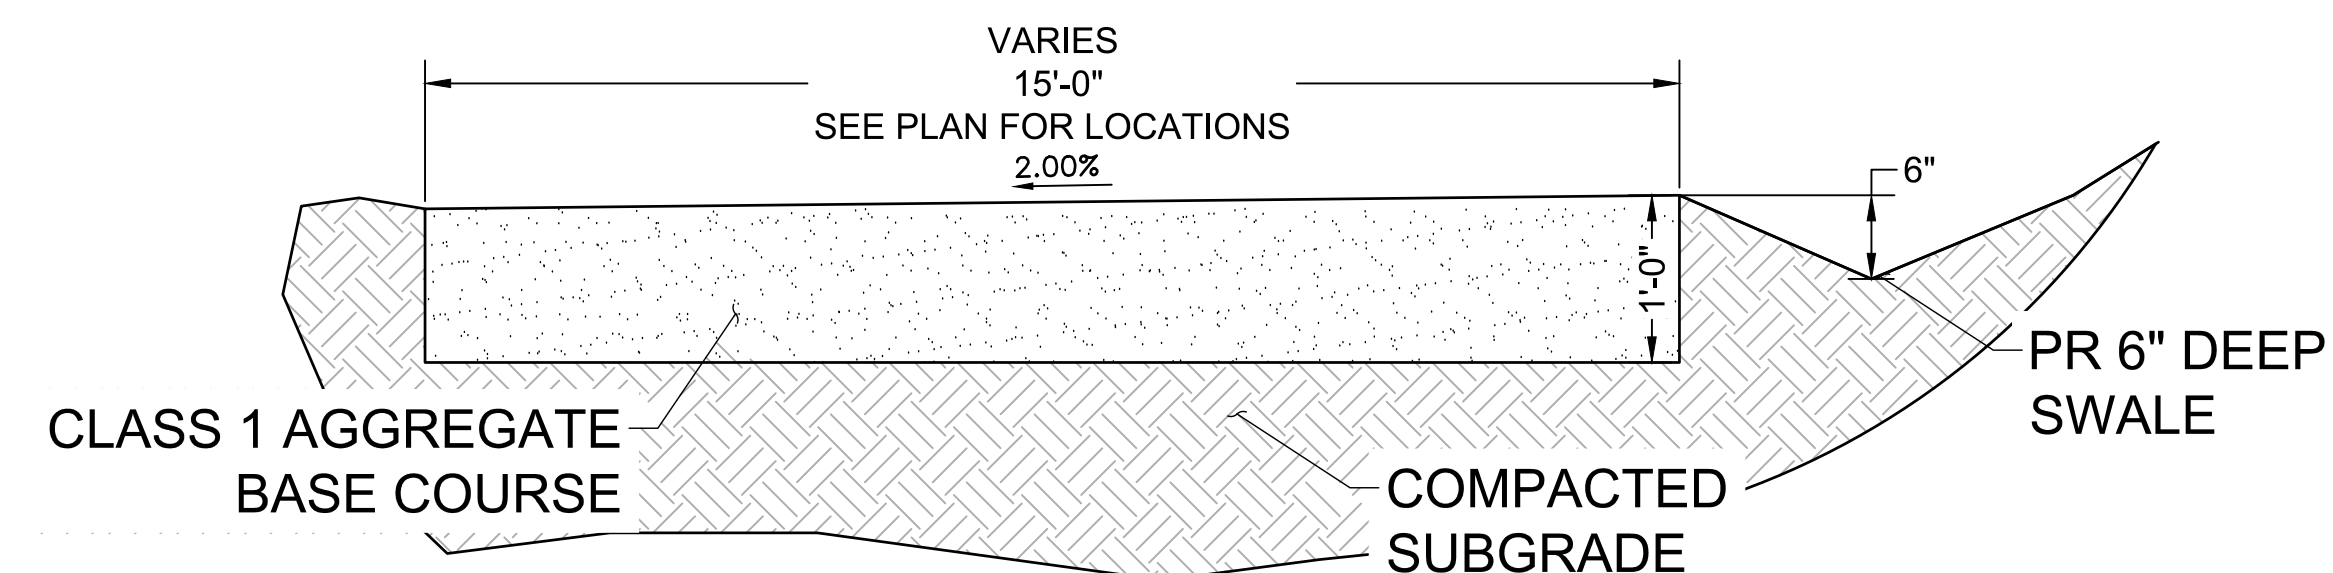 VARIES
15'-0"
SEE PLAN FOR LOCATIONS
2.00%
6"
1'-0"
PR 6" DEEP
SWALE
CLASS 1 AGGREGATE
BASE COURSE
COMPACTED
SUBGRADE